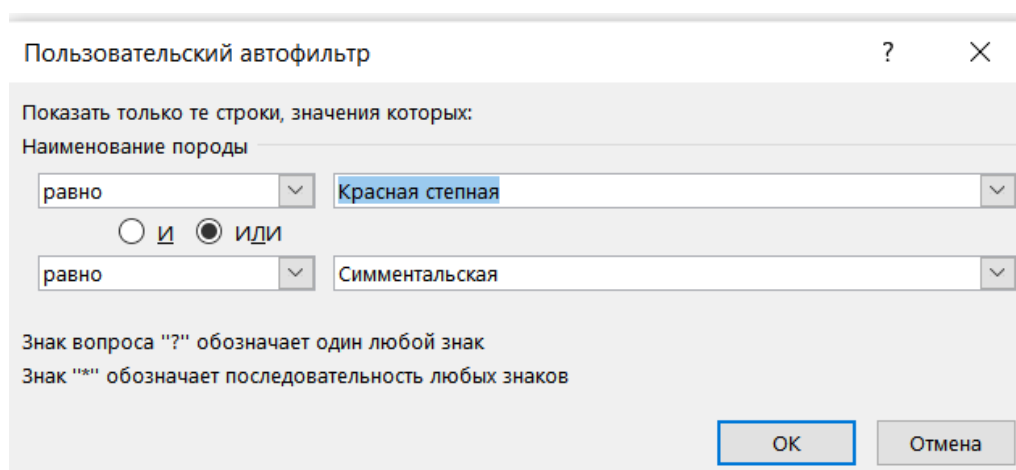 Пользовательский автофильтр ?
Показать только те строки, значения которых:
Наименование породы
равно Красная степная
И ИЛИ
равно Симментальская
Знак вопроса "?" обозначает один любой знак
Знак "*" обозначает последовательность любых знаков
ОК Отмена